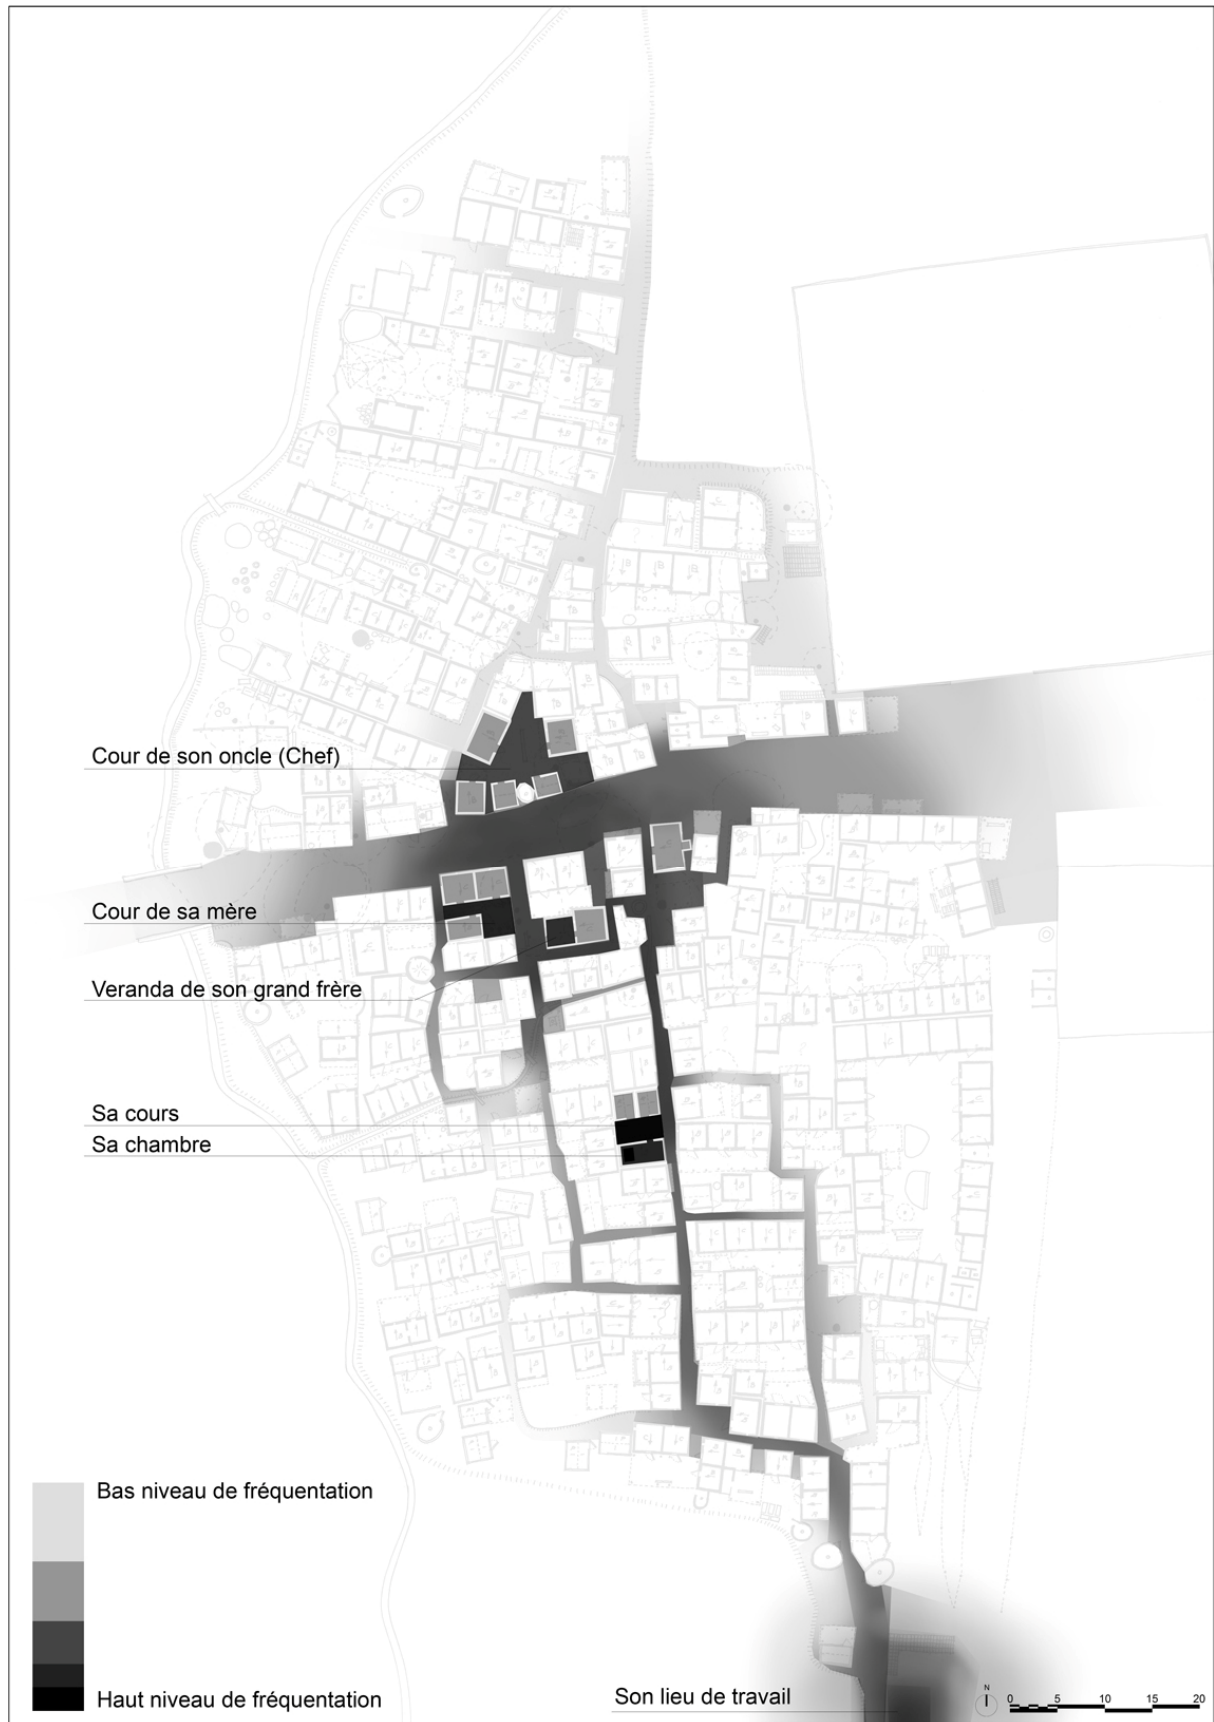 Cour de son oncle (Chef)
Cour de sa mère
Veranda de son grand frère
Sa cours
Sa chambre
Bas niveau de fréquentation
Haut niveau de fréquentation
Son lieu de travail
N
0 5 10 15 20